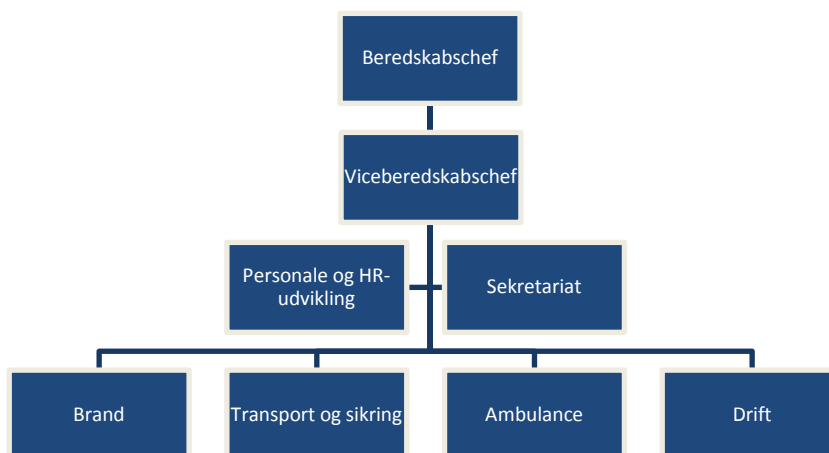 Beredskabschef
Viceberedskabschef
Personale og HR-
udvikling
Sekretariat
Brand
Transport og sikring
Ambulance
Drift